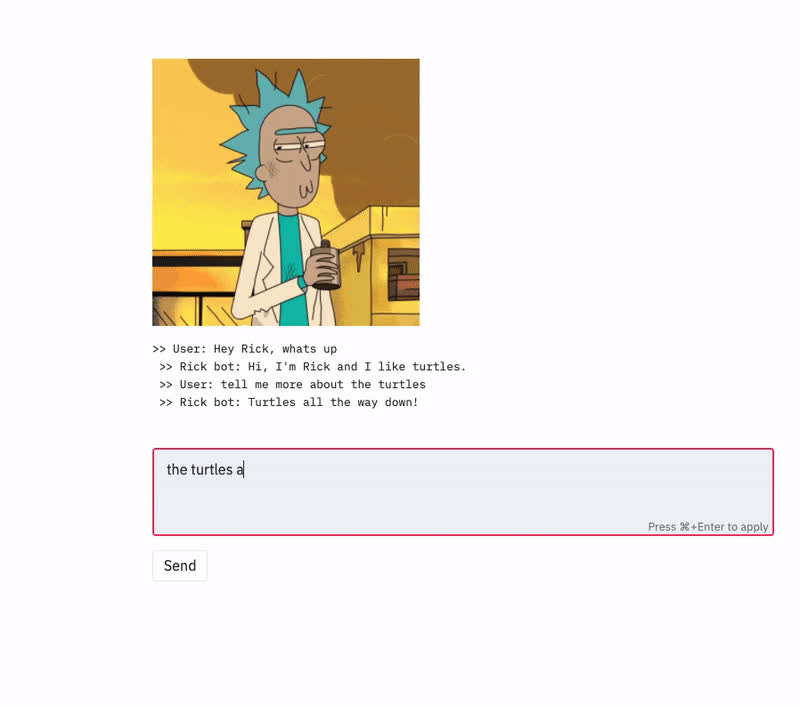 >> User: Hey Rick, whats up
>> Rick bot: Hi, I'm Rick and I like turtles.
>> User: tell me more about the turtles
>> Rick bot: Turtles all the way down!
the turtles a
Press ⌘+Enter to apply
Send